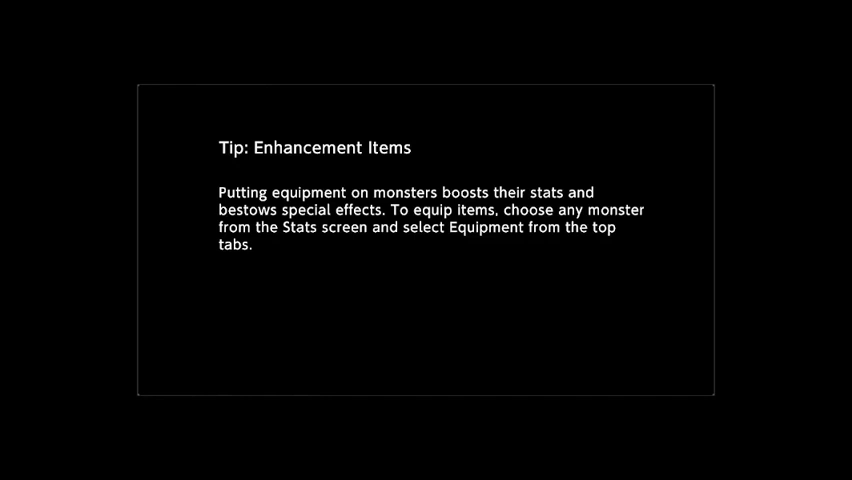 Tip: Enhancement Items
Putting equipment on monsters boosts their stats and
bestows special effects. To equip items, choose any monster
from the Stats screen and select Equipment from the top
tabs.